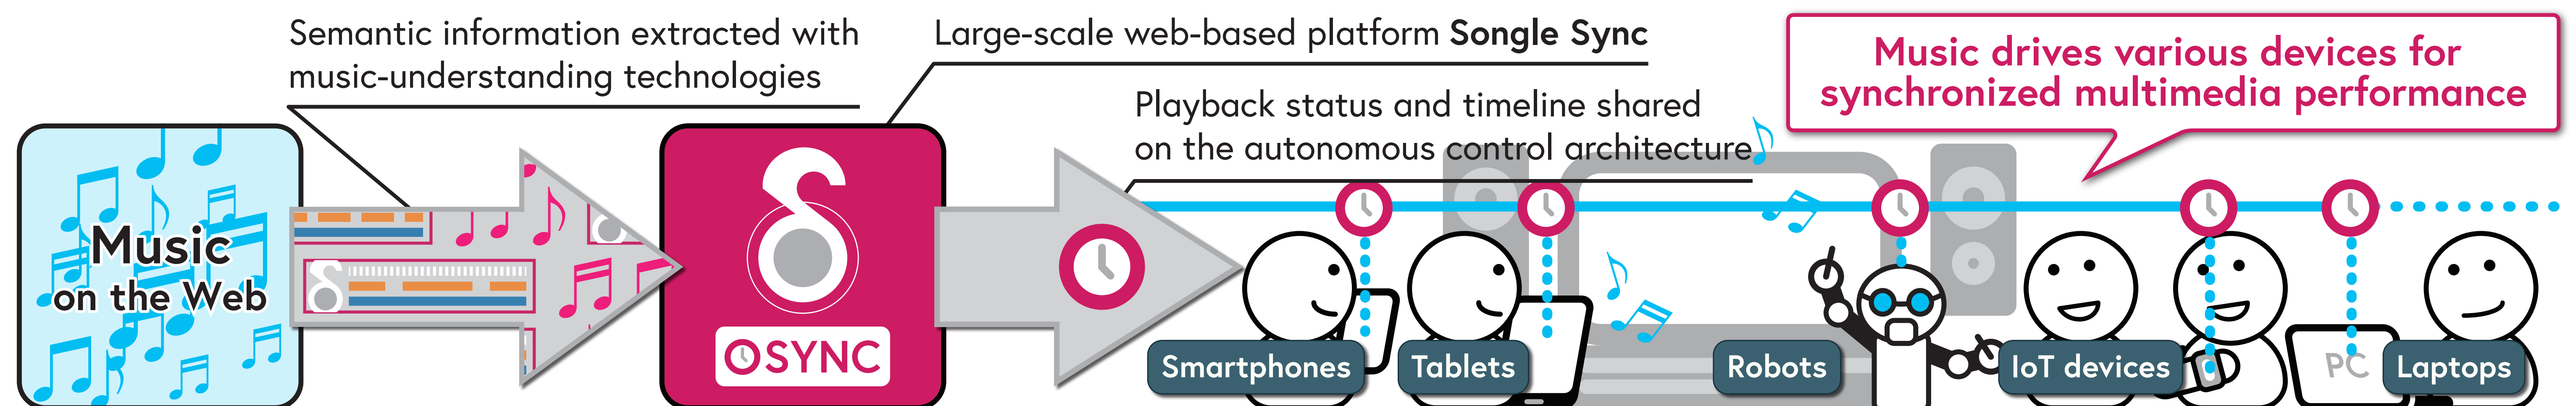 Semantic information extracted with
music-understanding technologies
Large-scale web-based platform Songle Sync
Playback status and timeline shared
on the autonomous control architecture
Music drives various devices for
synchronized multimedia performance
Music
on the Web
SYNC
Smartphones
Tablets
Robots
IoT devices
PC
Laptops